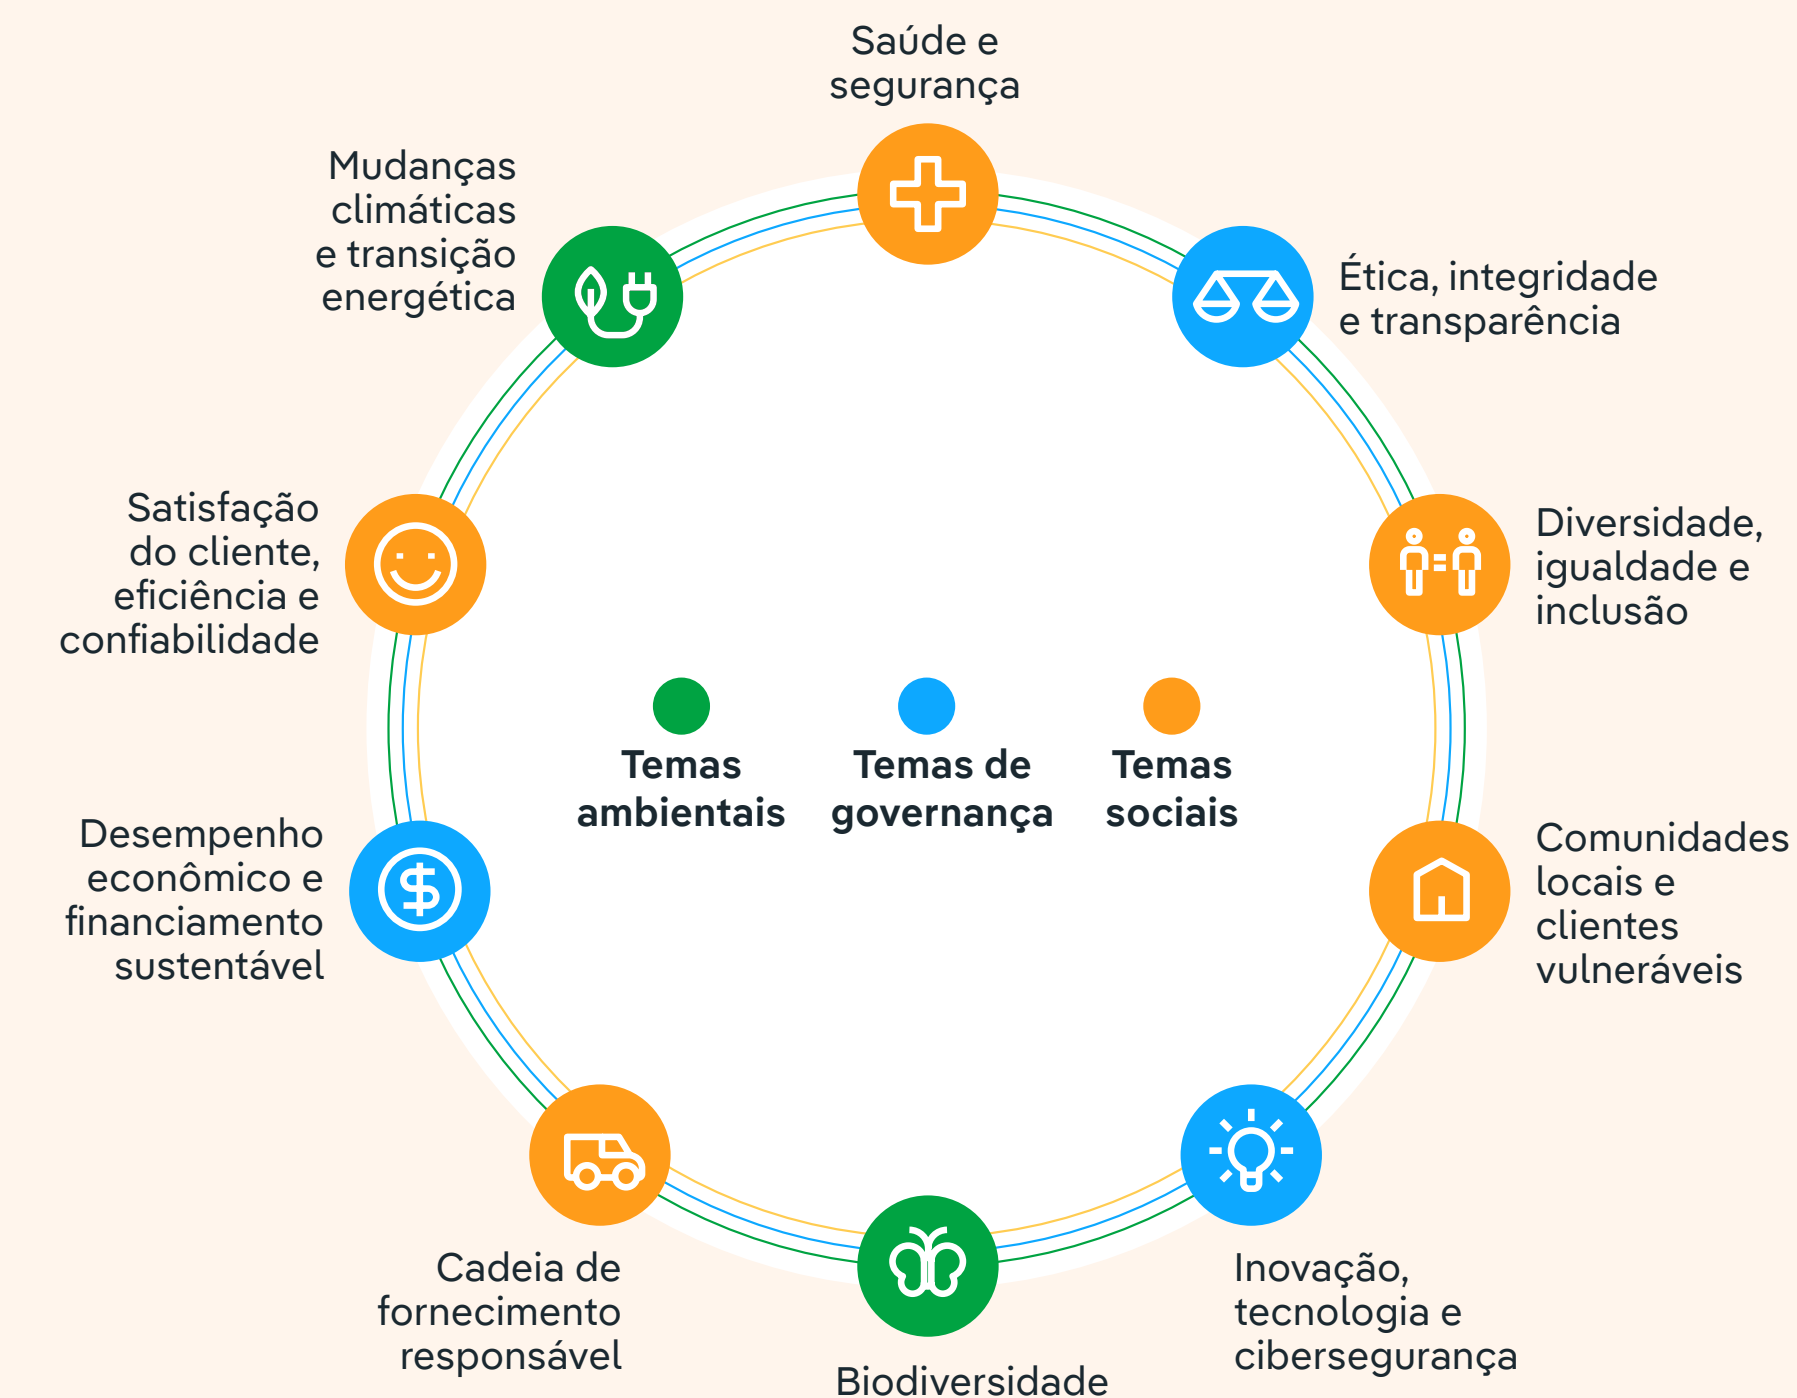 Saúde e
segurança
Ética, integridade
e transparência
Diversidade,
igualdade e
inclusão
Comunidades
locais e
clientes
vulneráveis
Inovação,
tecnologia e
cibersegurança
Biodiversidade
Cadeia de
fornecimento
responsável
Desempenho
econômico e
financiamento
sustentável
Satisfação
do cliente,
eficiência e
confiabilidade
Mudanças
climáticas
e transição
energética
Temas
ambientais
Temas de
governança
Temas
sociais